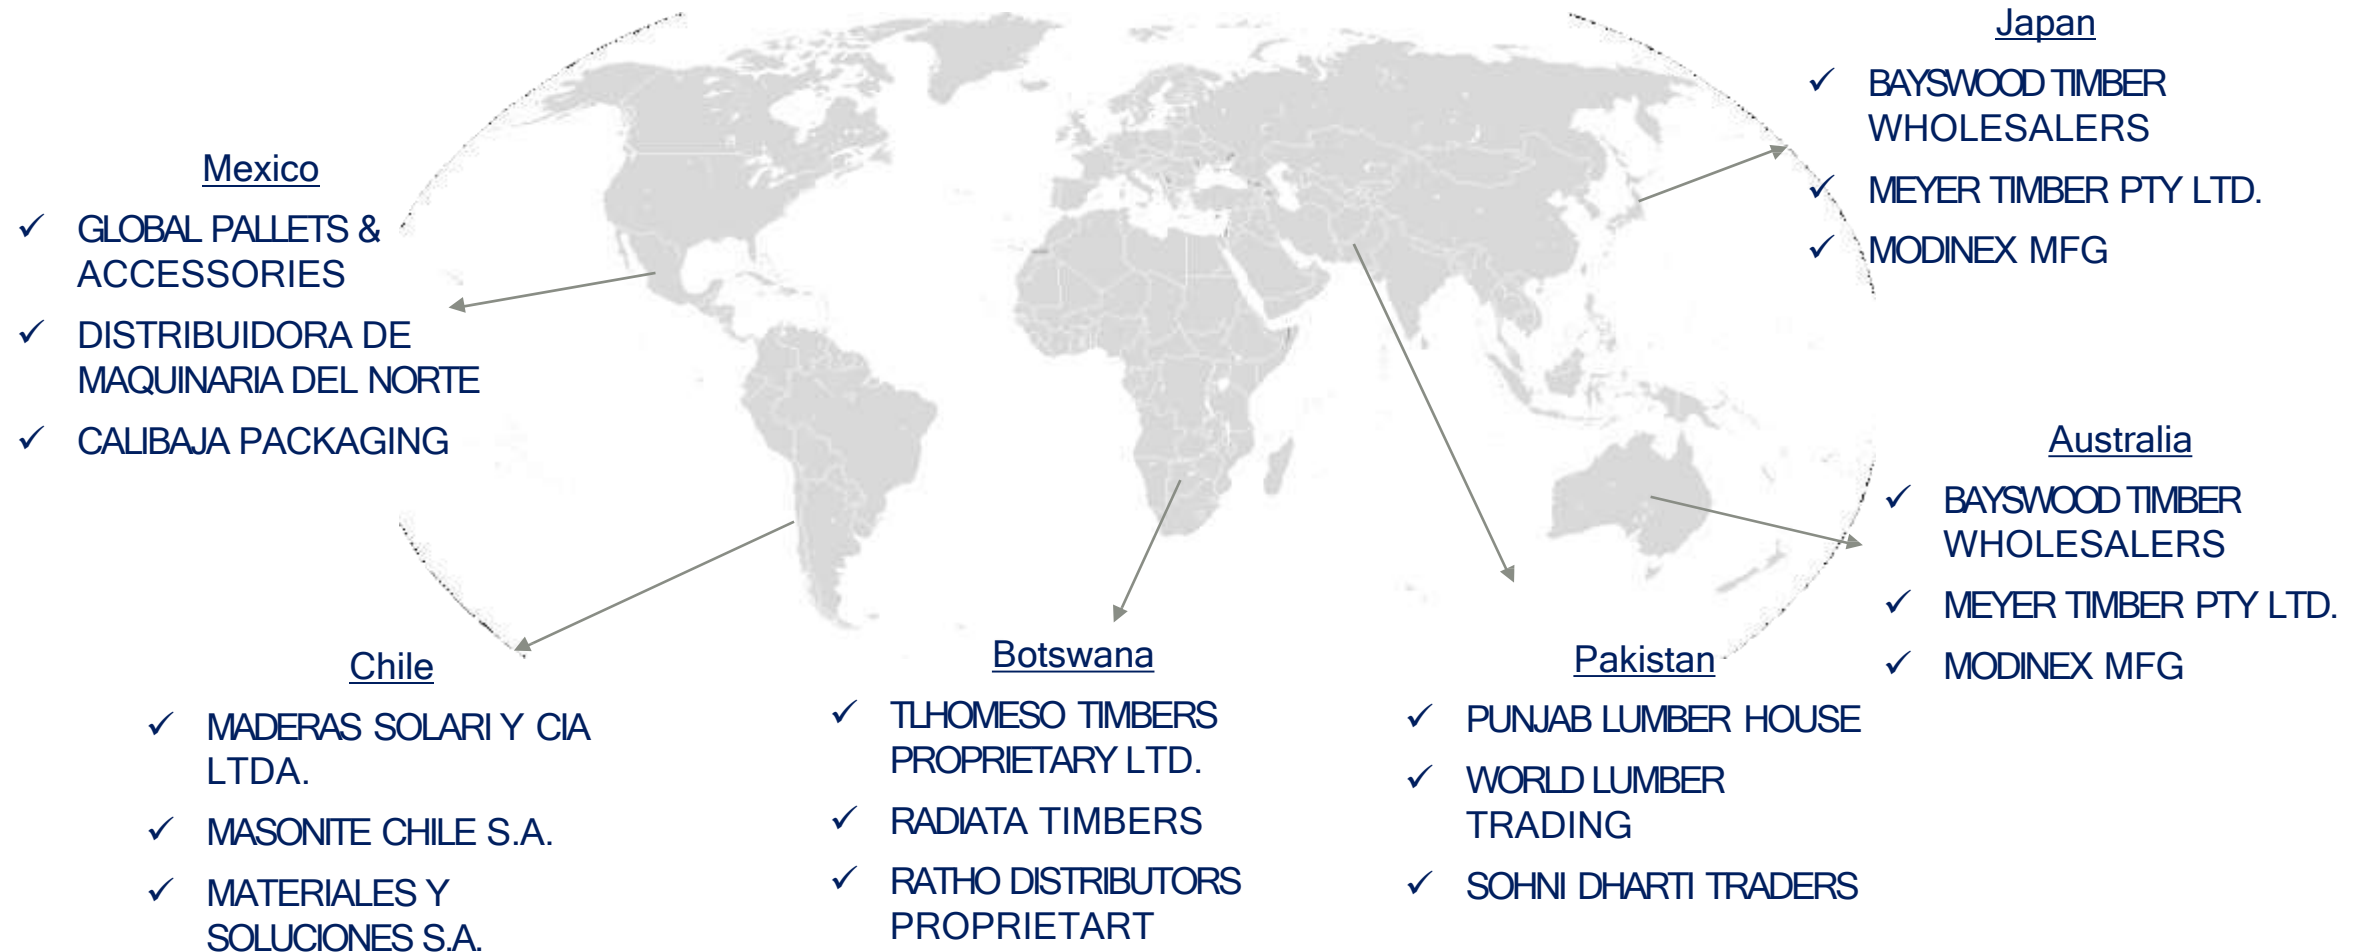 Japan
✓ BAYSWOOD TIMBER
WHOLESALERS
✓ MEYER TIMBER PTY LTD.
✓ MODINEX MFG
Mexico
✓ GLOBAL PALLETS &
ACCESSORIES
✓ DISTRIBUIDORA DE
MAQUINARIA DEL NORTE
✓ CALIBAJA PACKAGING
Australia
✓ BAYSWOOD TIMBER
WHOLESALERS
✓ MEYER TIMBER PTY LTD.
✓ MODINEX MFG
Chile
✓ MADERAS SOLARI Y CIA
LTDA.
✓ MASONITE CHILE S.A.
✓ MATERIALES Y
SOLUCIONES S.A.
Botswana
✓ TLHOMESO TIMBERS
PROPRIETARY LTD.
✓ RADIATA TIMBERS
✓ RATHO DISTRIBUTORS
PROPRIETART
Pakistan
✓ PUNJAB LUMBER HOUSE
✓ WORLD LUMBER
TRADING
✓ SOHNI DHARTI TRADERS